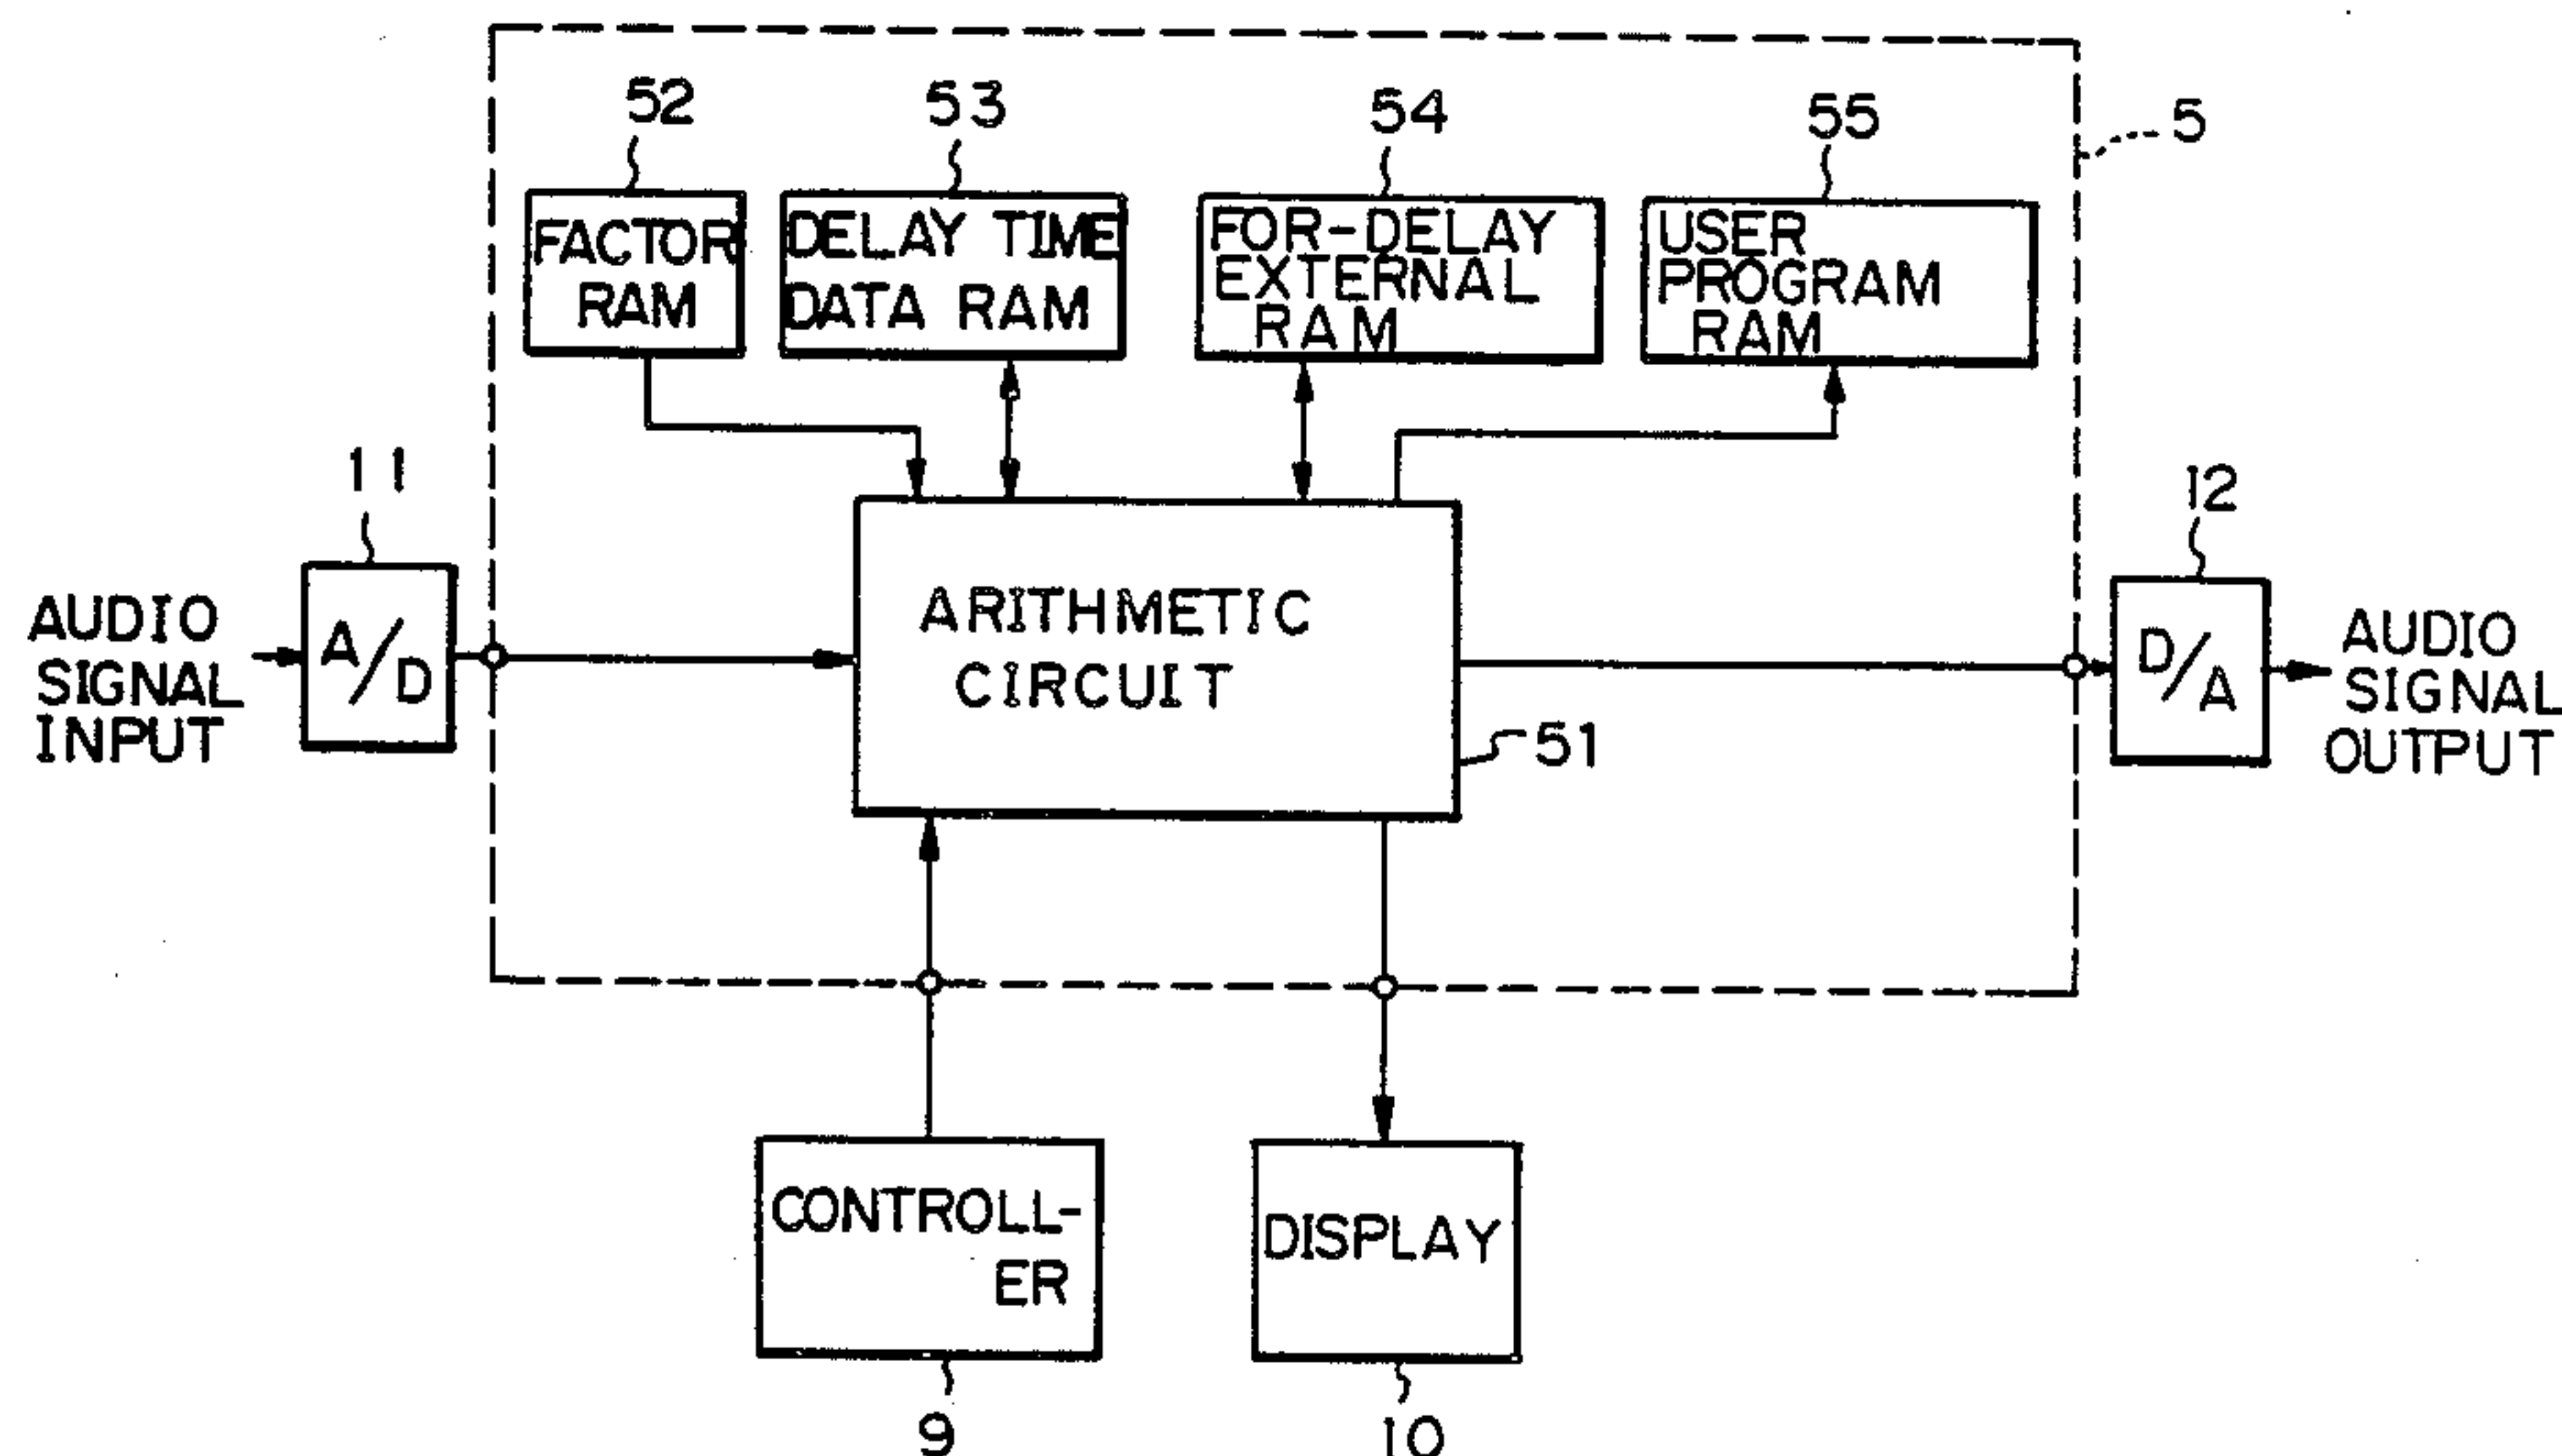 52
53
54
55
5
FACTOR
RAM
DELAY TIME
DATA RAM
FOR-DELAY
EXTERNAL
RAM
USER
PROGRAM
RAM
11
12
AUDIO
SIGNAL
INPUT
A/D
ARITHMETIC
CIRCUIT
51
D/A
AUDIO
SIGNAL
OUTPUT
CONTROLL-
ER
DISPLAY
9
10